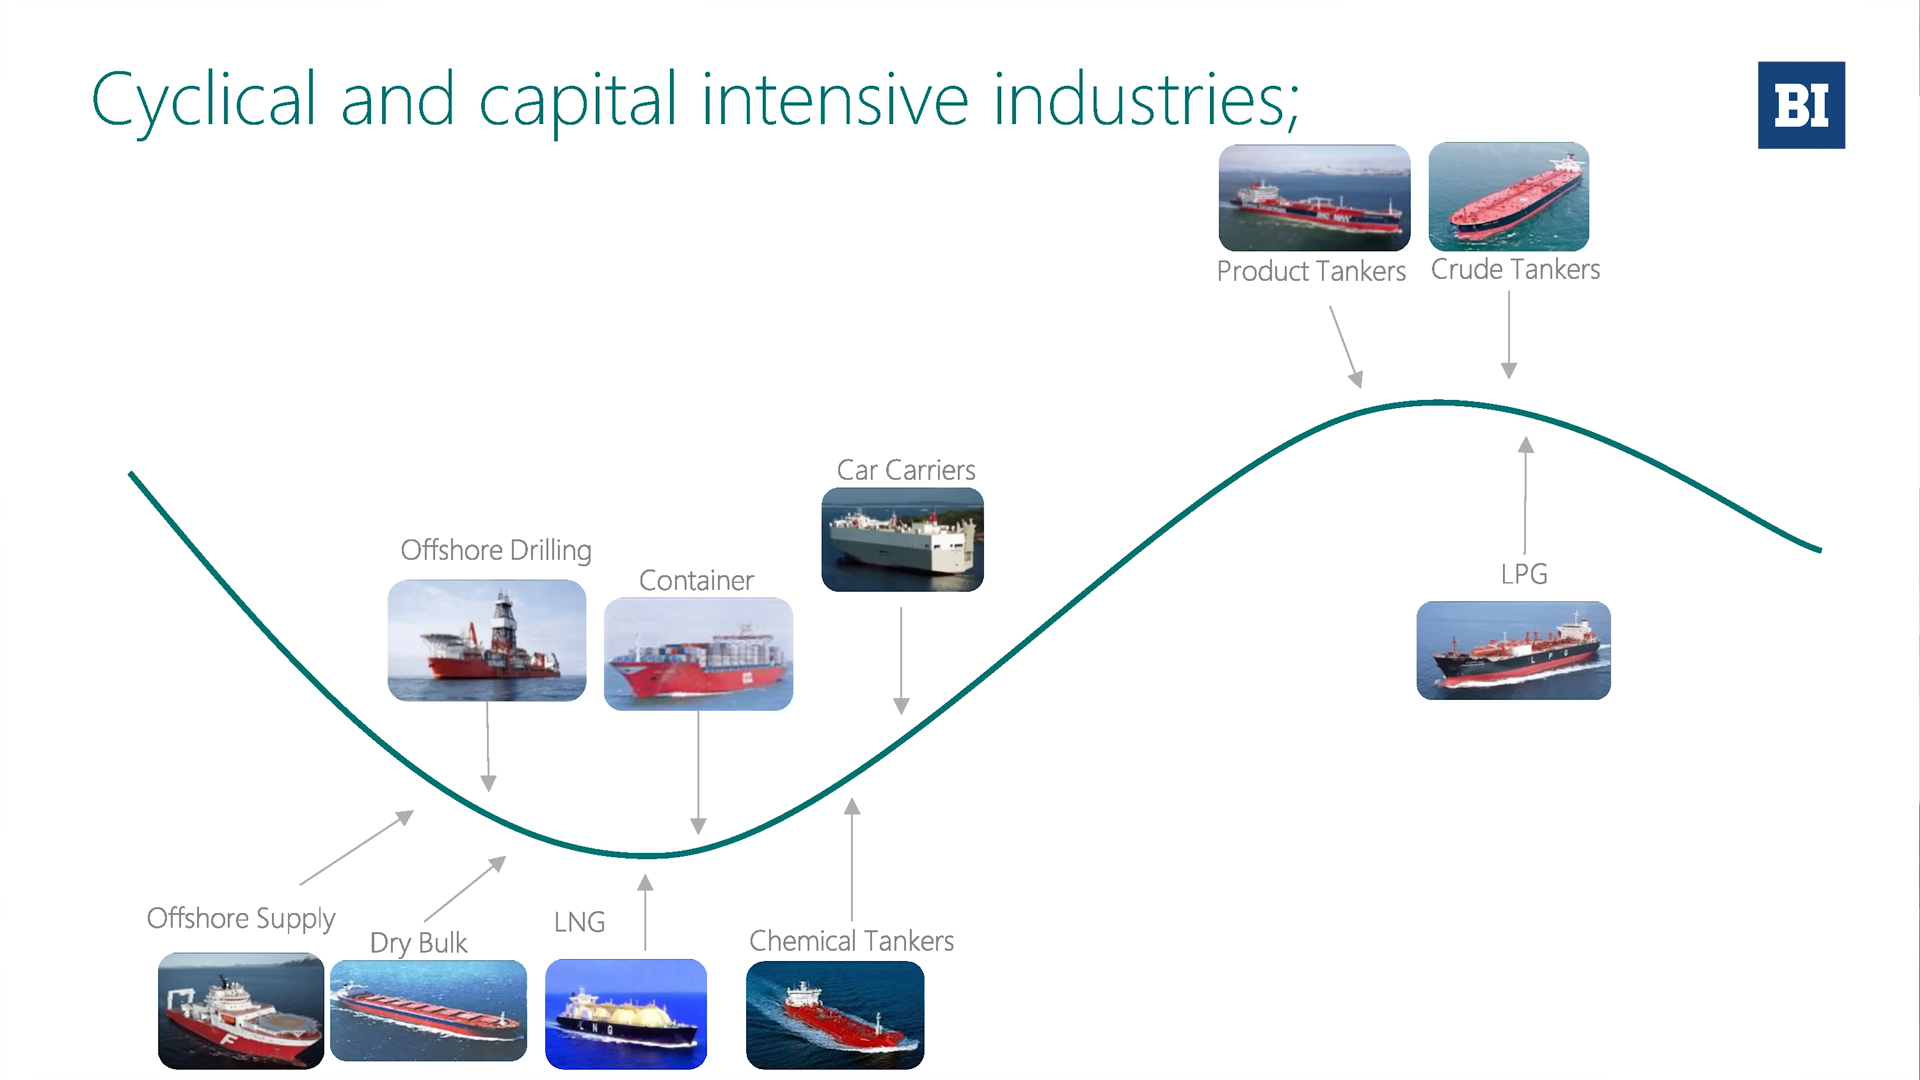 Cyclical and capital intensive industries;
BI
Product Tankers
Crude Tankers
Car Carriers
Offshore Drilling
Container
LPG
L P G
Offshore Supply
Dry Bulk
LNG
Chemical Tankers
F
L N G